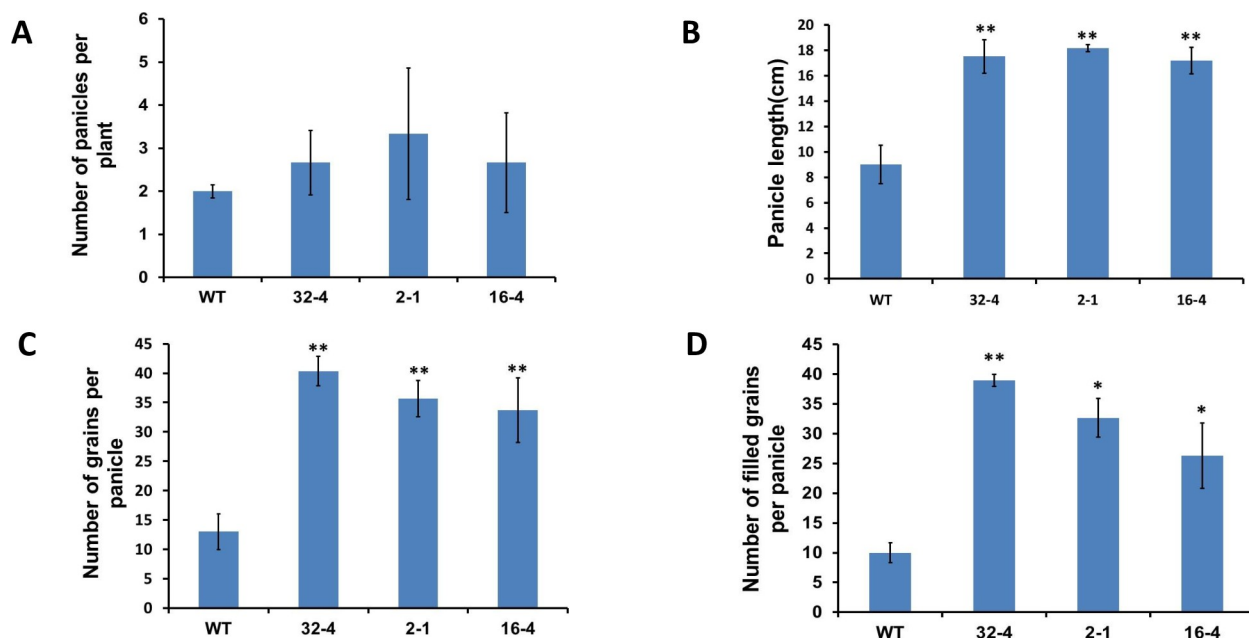 A
Number of panicles per
plant
6
5
4
3
2
1
0
WT 32-4 2-1 16-4
B
Panicle length(cm)
20
18
16
14
12
10
8
6
4
2
0
** ** **
WT 32-4 2-1 16-4
C
Number of grains per
panicle
45
40
35
30
25
20
15
10
5
0
** ** **
WT 32-4 2-1 16-4
D
Number of filled grains
per panicle
45
40
35
30
25
20
15
10
5
0
** * *
WT 32-4 2-1 16-4